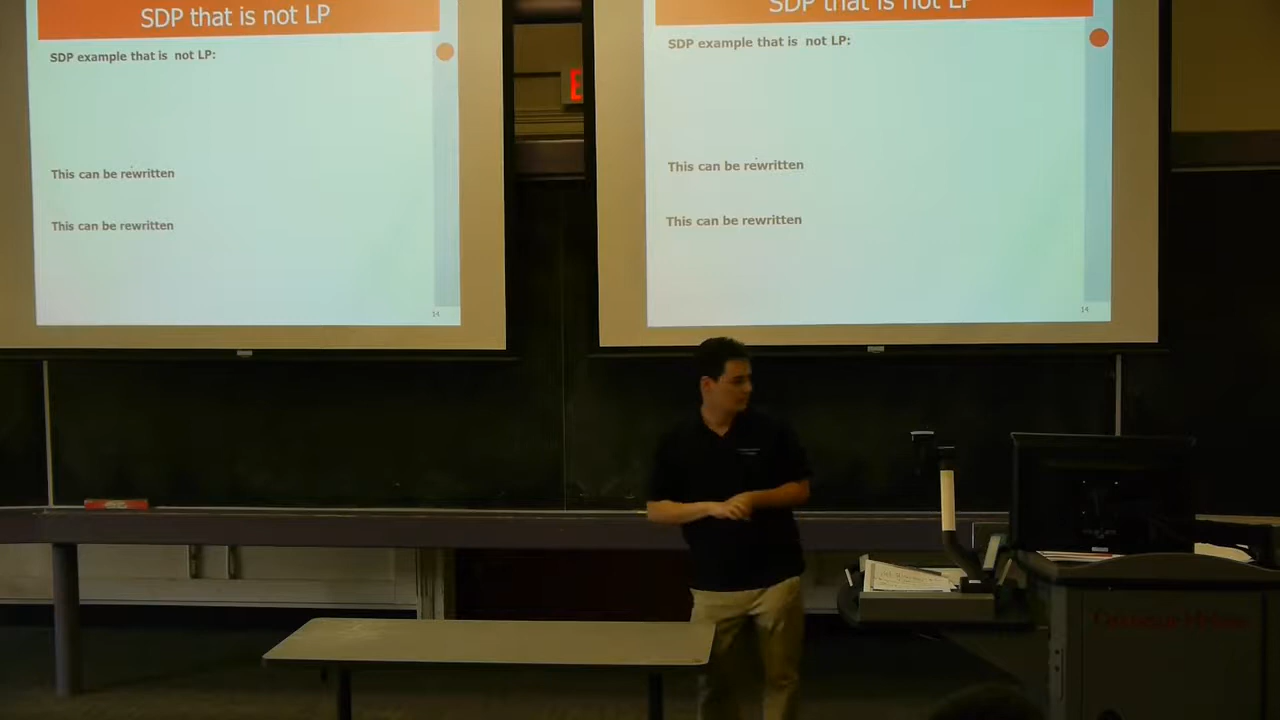 SDP that is not LP
SDP example that is not LP:
This can be rewritten
This can be rewritten
14
SDP that is not LP
SDP example that is not LP:
This can be rewritten
This can be rewritten
14
E